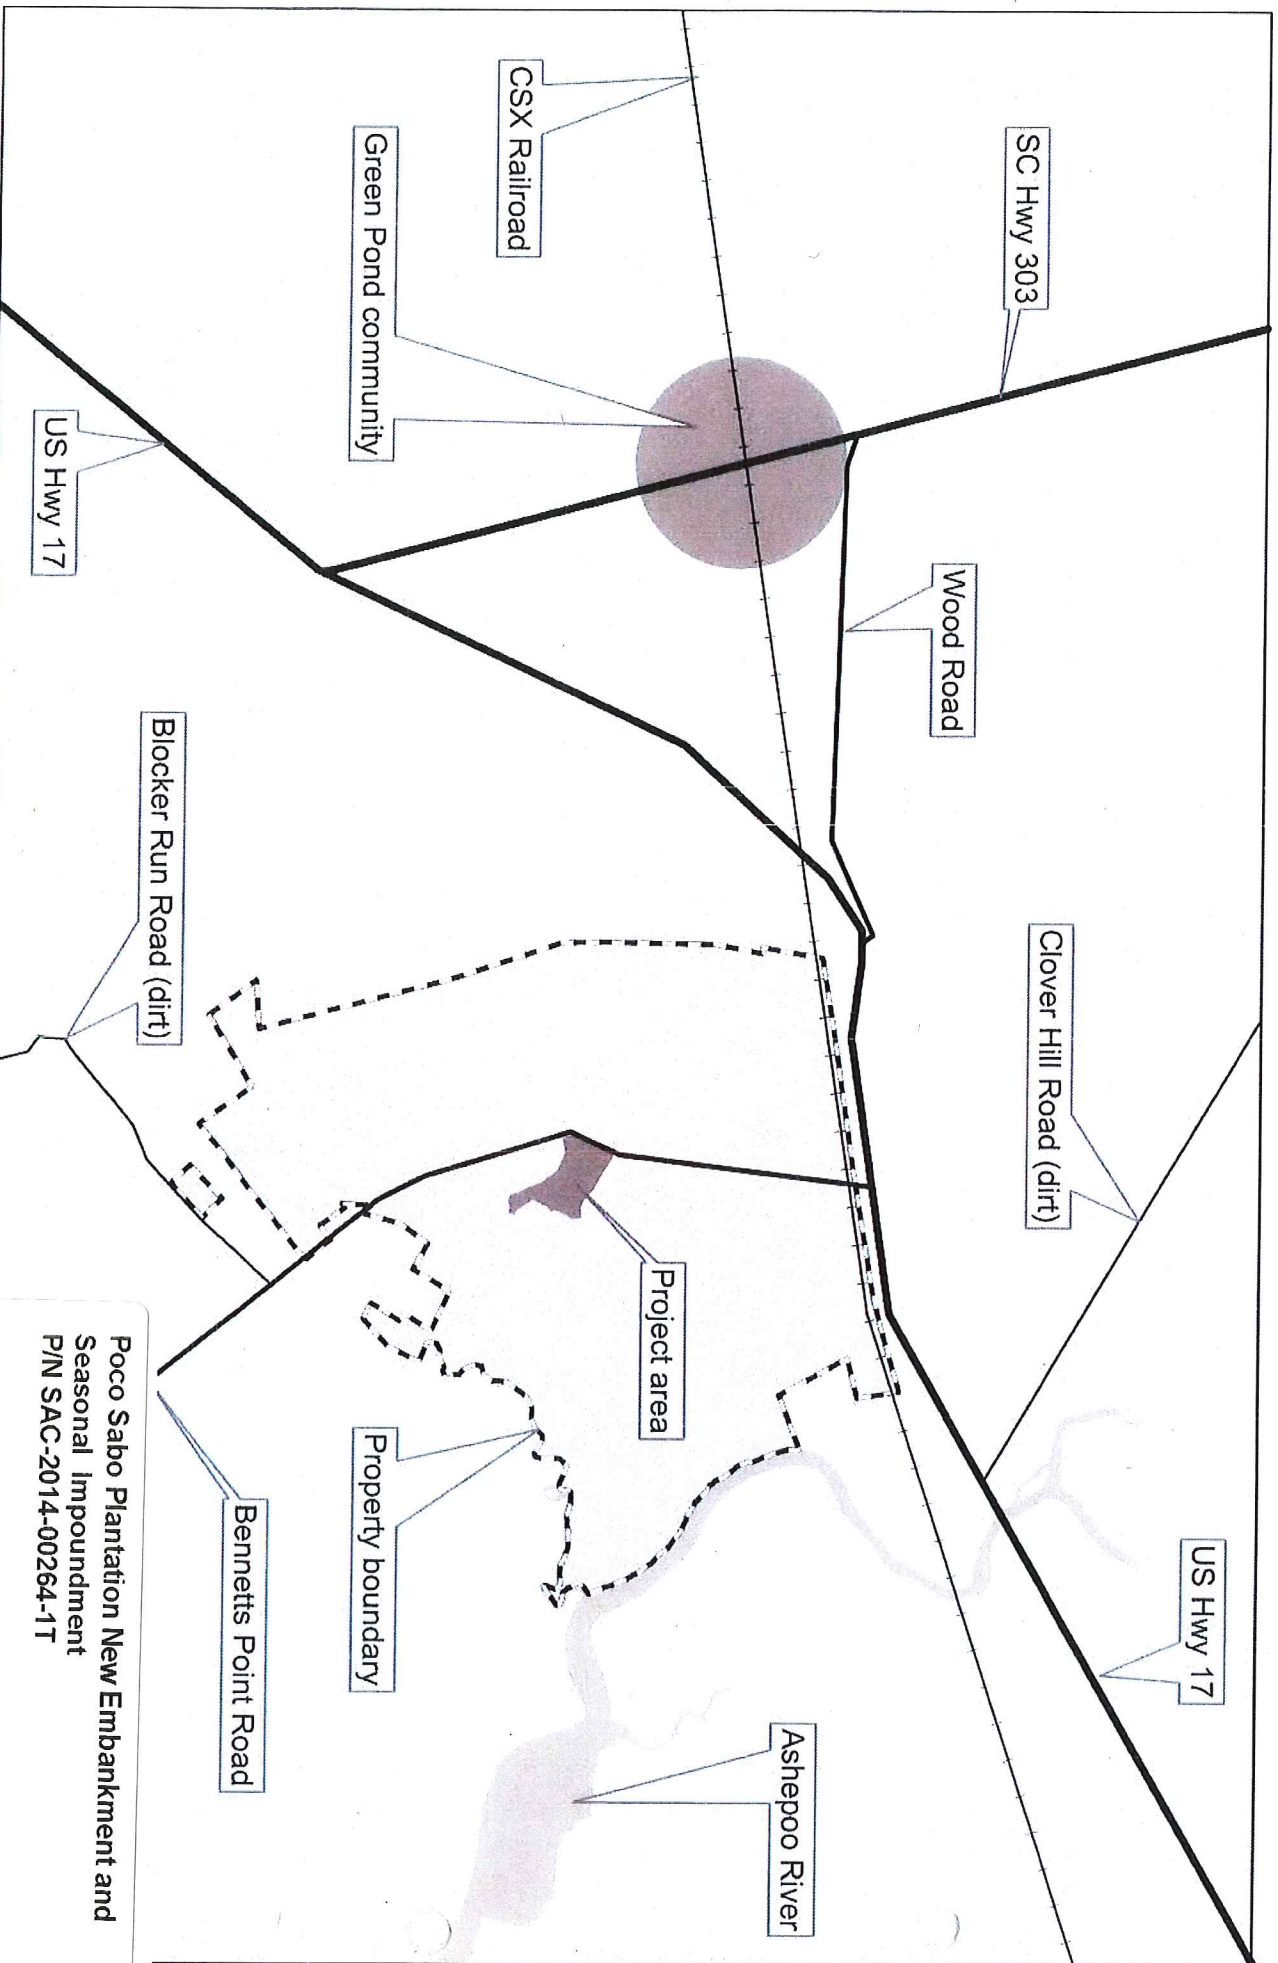 SC Hwy 303
CSX Railroad
Green Pond community
US Hwy 17
Wood Road
Clover Hill Road (dirt)
US Hwy 17
Blocker Run Road (dirt)
Project area
Property boundary
Bennetts Point Road
Ashepoo River
Poco Sabo Plantation New Embankment and
Seasonal Impoundment
P/N SAC-2014-00264-1T